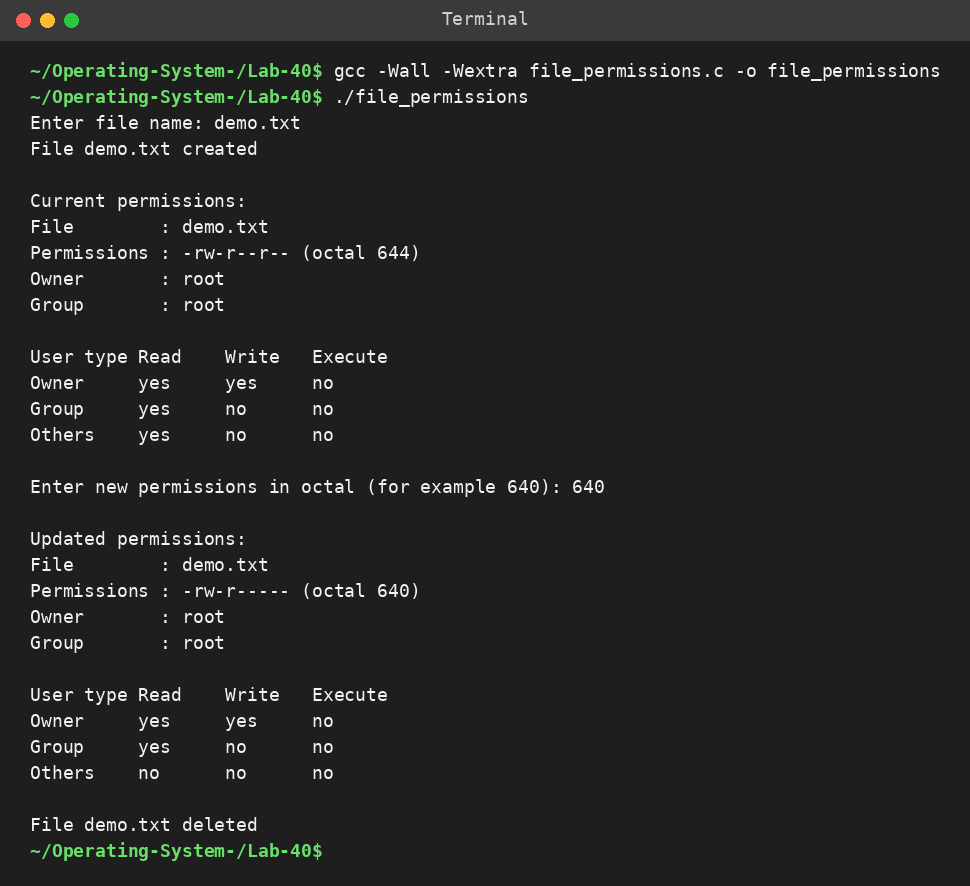 Terminal
~/Operating-System-/Lab-40$ gcc -Wall -Wextra file_permissions.c -o file_permissions
~/Operating-System-/Lab-40$ ./file_permissions
Enter file name: demo.txt
File demo.txt created

Current permissions:
File        : demo.txt
Permissions : -rw-r--r-- (octal 644)
Owner       : root
Group       : root

User type Read    Write   Execute
Owner     yes     yes     no
Group     yes     no      no
Others    yes     no      no

Enter new permissions in octal (for example 640): 640

Updated permissions:
File        : demo.txt
Permissions : -rw-r----- (octal 640)
Owner       : root
Group       : root

User type Read    Write   Execute
Owner     yes     yes     no
Group     yes     no      no
Others    no      no      no

File demo.txt deleted
~/Operating-System-/Lab-40$